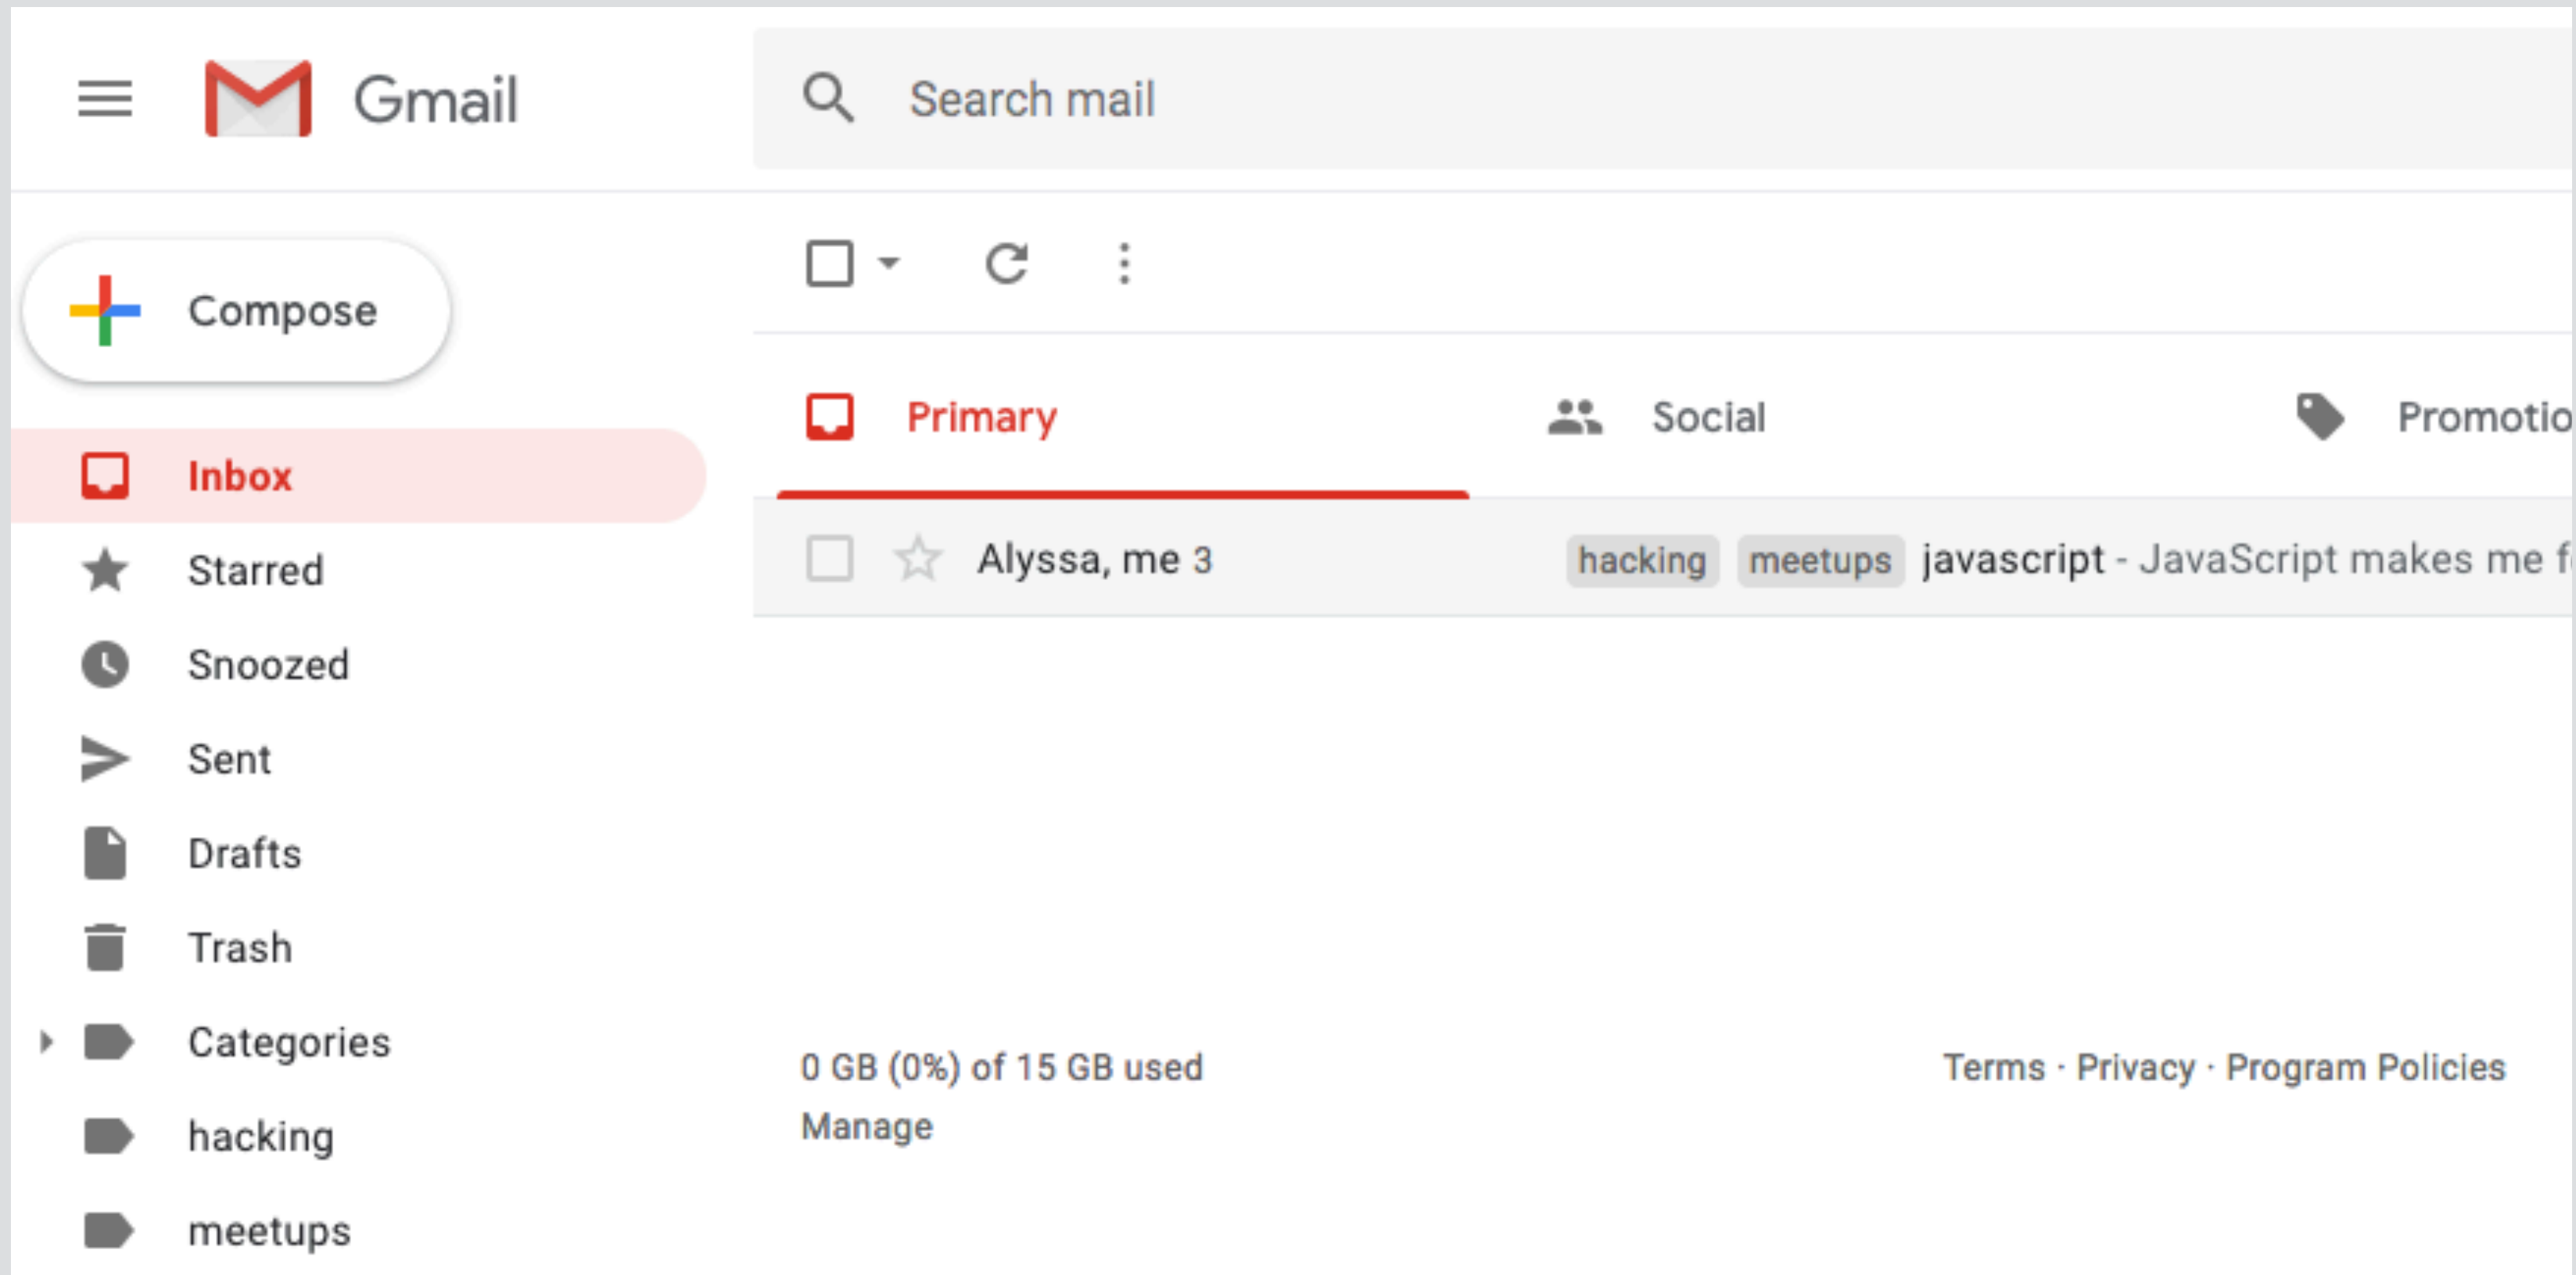 Gmail
Search mail
Compose
Primary
Social
Promotio
Inbox
Alyssa, me 3
hacking meetups javascript - JavaScript makes me f
Starred
Snoozed
Sent
Drafts
Trash
Categories
hacking
meetups
0 GB (0%) of 15 GB used
Manage
Terms · Privacy · Program Policies